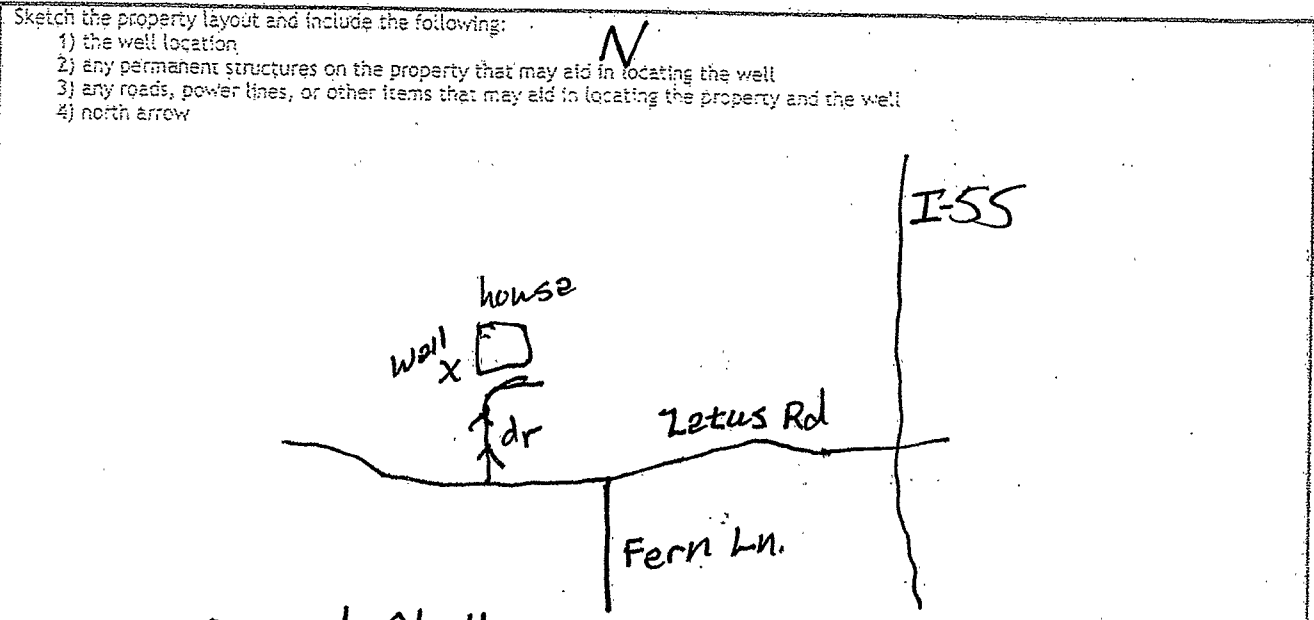 Sketch the property layout and include the following:
N
1) the well location
2) any permanent structures on the property that may aid in locating the well
3) any roads, power lines, or other items that may aid in locating the property and the well
4) north arrow
I-55
house
well
X
dr
Zetus Rd
Fern Ln.